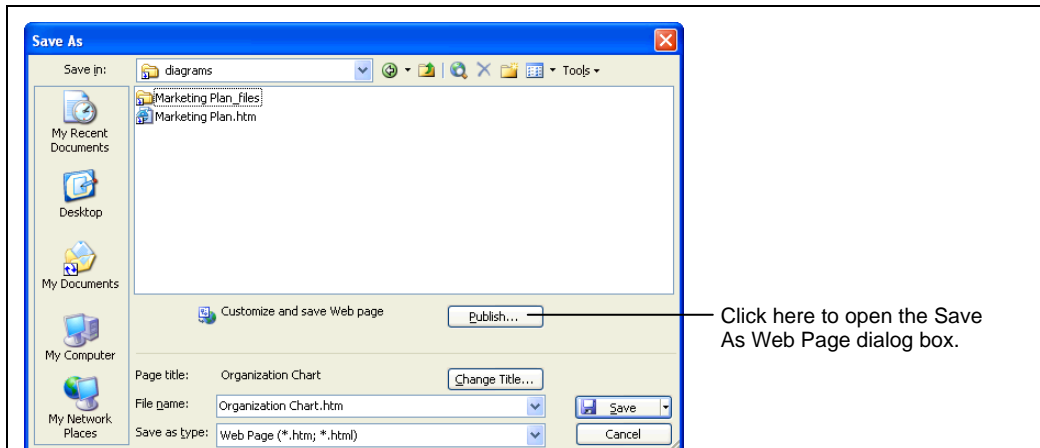 Save As
Save in:
diagrams
Tools
Marketing Plan_files
Marketing Plan.htm
My Recent
Documents
Desktop
My Documents
My Computer
My Network
Places
Customize and save Web page
Publish...
Click here to open the Save
As Web Page dialog box.
Page title:
Organization Chart
Change Title...
File name:
Organization Chart.htm
Save
Save as type:
Web Page (*.htm; *.html)
Cancel